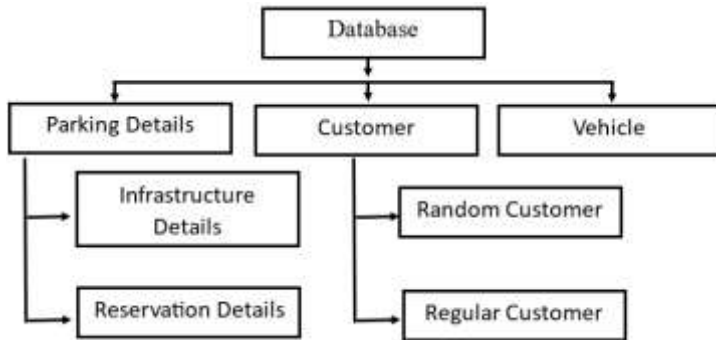 Database
Parking Details
Customer
Vehicle
Infrastructure
Details
Random Customer
Reservation Details
Regular Customer